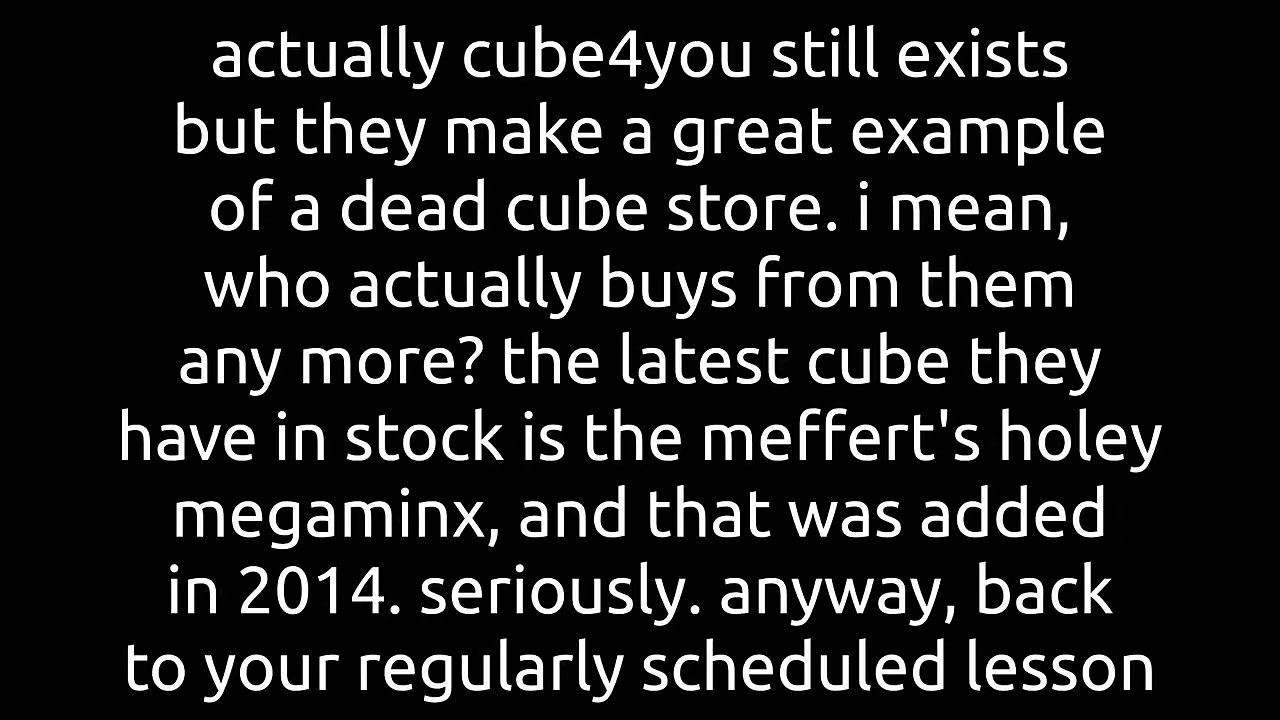 actually cube4you still exists
but they make a great example
of a dead cube store. i mean,
who actually buys from them
any more? the latest cube they
have in stock is the meffert's holey
megaminx, and that was added
in 2014. seriously. anyway, back
to your regularly scheduled lesson